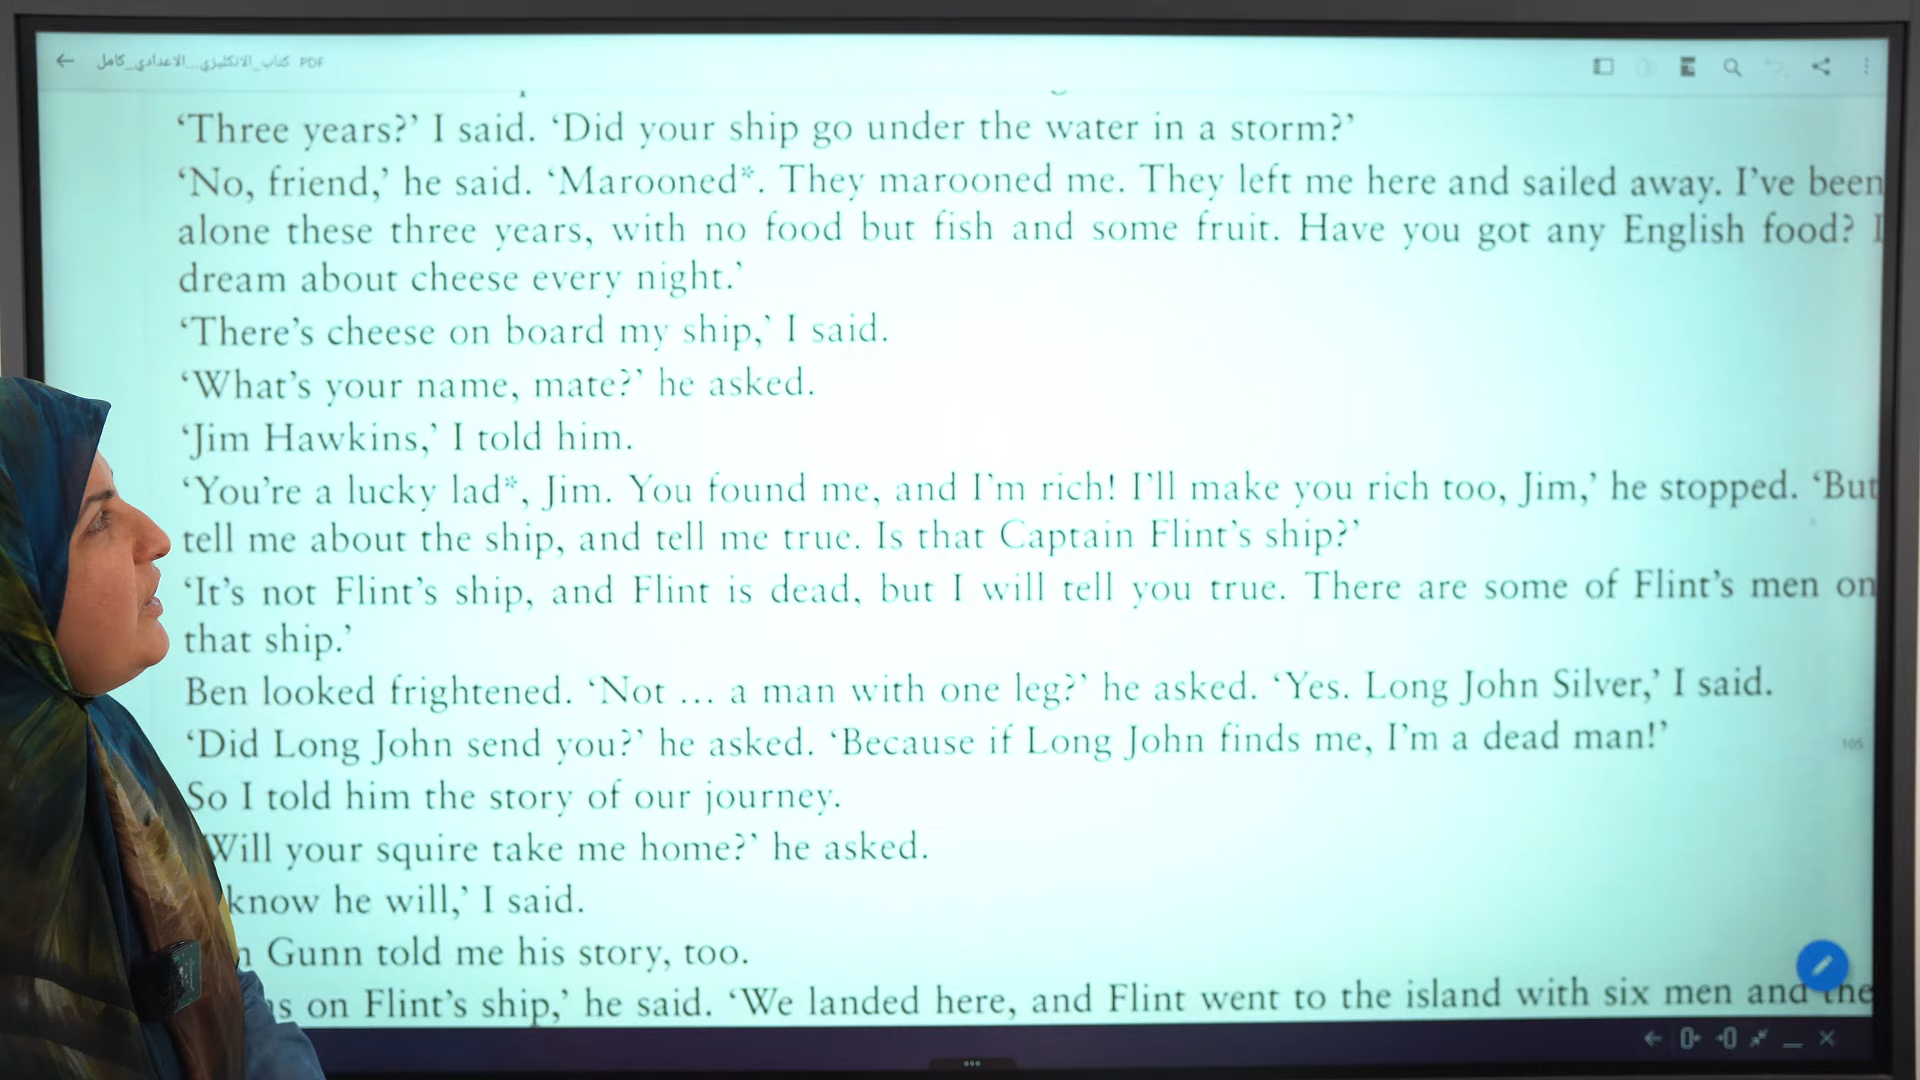 كتاب_الانكليزي...الاعدادي_كامل PDF
‘Three years?’ I said. ‘Did your ship go under the water in a storm?’
‘No, friend,’ he said. ‘Marooned*. They marooned me. They left me here and sailed away. I’ve been
alone these three years, with no food but fish and some fruit. Have you got any English food? I
dream about cheese every night.’
‘There’s cheese on board my ship,’ I said.
‘What’s your name, mate?’ he asked.
‘Jim Hawkins,’ I told him.
‘You’re a lucky lad*, Jim. You found me, and I’m rich! I’ll make you rich too, Jim,’ he stopped. ‘But
tell me about the ship, and tell me true. Is that Captain Flint’s ship?’
‘It’s not Flint’s ship, and Flint is dead, but I will tell you true. There are some of Flint’s men on
that ship.’
Ben looked frightened. ‘Not ... a man with one leg?’ he asked. ‘Yes. Long John Silver,’ I said.
‘Did Long John send you?’ he asked. ‘Because if Long John finds me, I’m a dead man!’
105
So I told him the story of our journey.
Will your squire take me home?’ he asked.
know he will,’ I said.
n Gunn told me his story, too.
s on Flint’s ship,’ he said. ‘We landed here, and Flint went to the island with six men and the